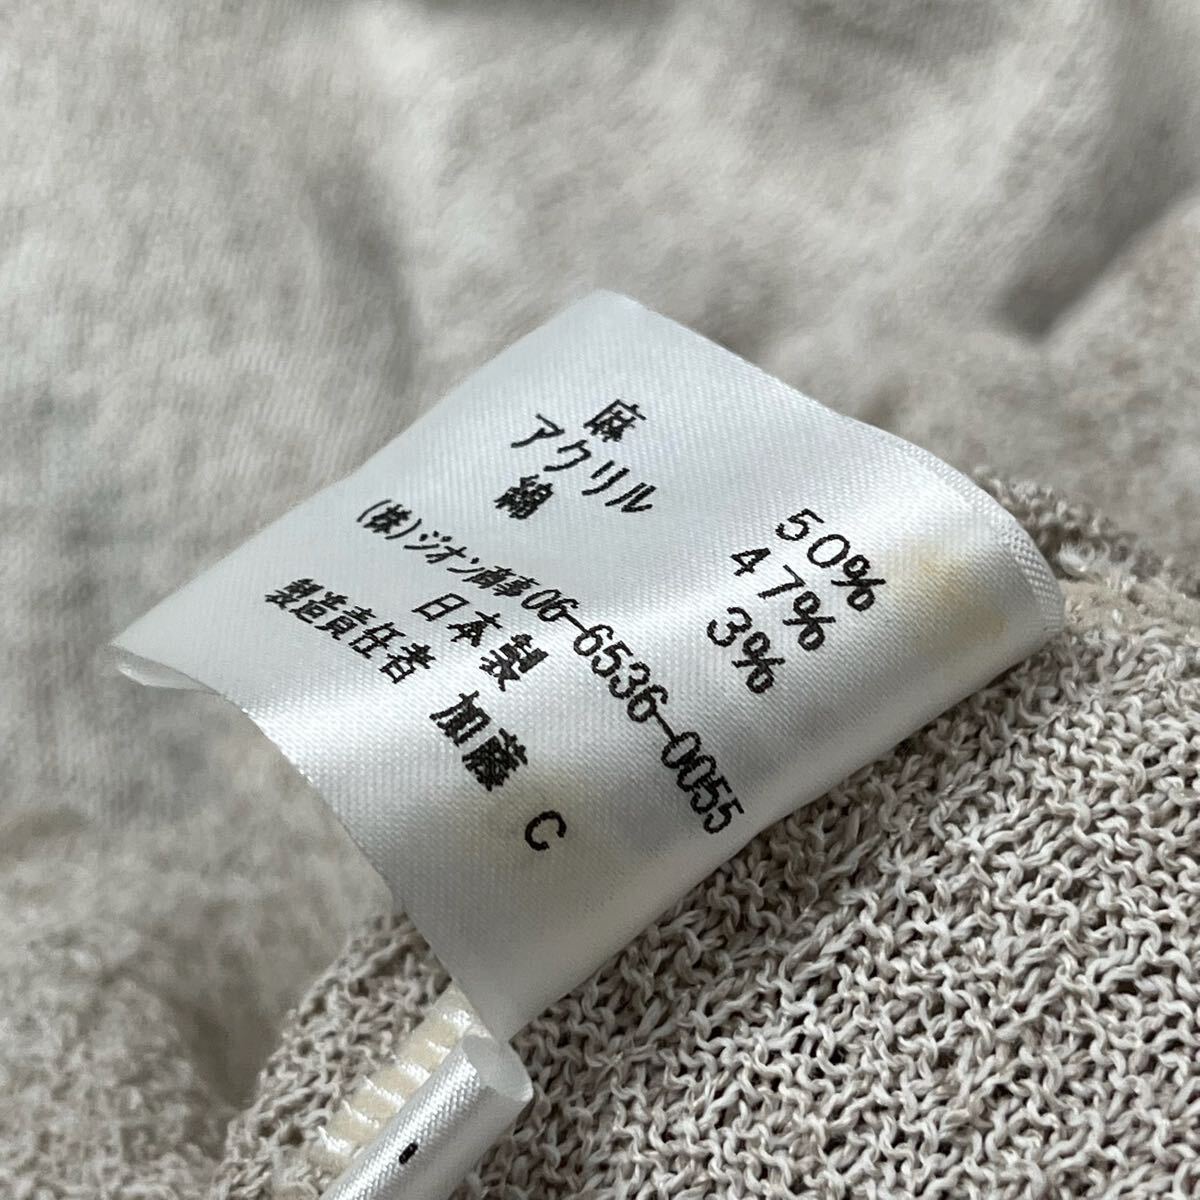 麻 50%
アクリル 47%
綿 3%
(株)ジオン商事06-6536-0055
日本製
製造責任者 加藤 C